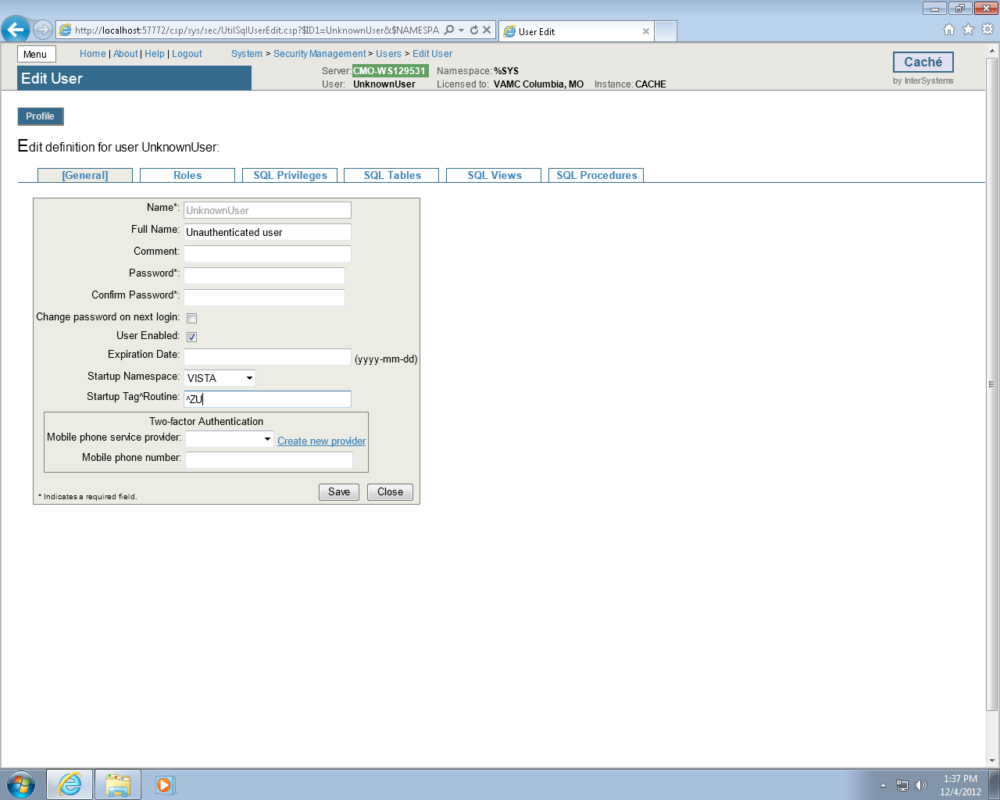 http://localhost:57772/csp/sys/sec/UtilSqlUserEdit.csp?$ID1=UnknownUser&$NAMESPA
User Edit
Menu
Home | About | Help | Logout
System > Security Management > Users > Edit User
Caché
by InterSystems
Edit User
Server: CMO-WS129531 Namespace: %SYS
User: UnknownUser Licensed to: VAMC Columbia, MO Instance: CACHE
Profile
Edit definition for user UnknownUser:
[General] Roles SQL Privileges SQL Tables SQL Views SQL Procedures
Name*: UnknownUser
Full Name: Unauthenticated user
Comment:
Password*:
Confirm Password*:
Change password on next login:
User Enabled:
Expiration Date: (yyyy-mm-dd)
Startup Namespace: VISTA
Startup Tag^Routine: ^ZU
Two-factor Authentication
Mobile phone service provider: Create new provider
Mobile phone number:
* Indicates a required field.
Save Close
1:37 PM
12/4/2012